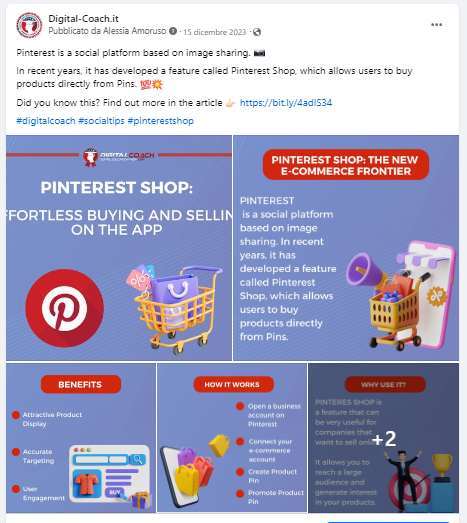 Digital-Coach.it
Pubblicato da Alessia Amoruso · 15 dicembre 2023 ·
Pinterest is a social platform based on image sharing. 📷
In recent years, it has developed a feature called Pinterest Shop, which allows users to buy
products directly from Pins. 💯💥
Did you know this? Find out more in the article 👉🏻 https://bit.ly/4adIS34
#digitalcoach #socialtips #pinterestshop
DIGITAL-COACH
PINTEREST SHOP:
FFORTLESS BUYING AND SELLIN
ON THE APP
PINTEREST SHOP: THE NEW
E-COMMERCE FRONTIER
PINTEREST
is a social platform
based on image
sharing. In recent
years, it has
developed a feature
called Pinterest
Shop, which allows
users to buy
products directly
from Pins.
BENEFITS
Attractive Product
Display
Accurate
Targeting
User
Engagement
BUY
HOW IT WORKS
Open a business
account on
Pinterest
Connect your
e-commerce
account
Create Product
Pin
Promote Product
Pin
WHY USE IT?
PINTERES SHOP is
a feature that can
be very useful for
companies that
want to sell onl
+2
It allows you to
reach a large
audience and
generate interest
in your products.